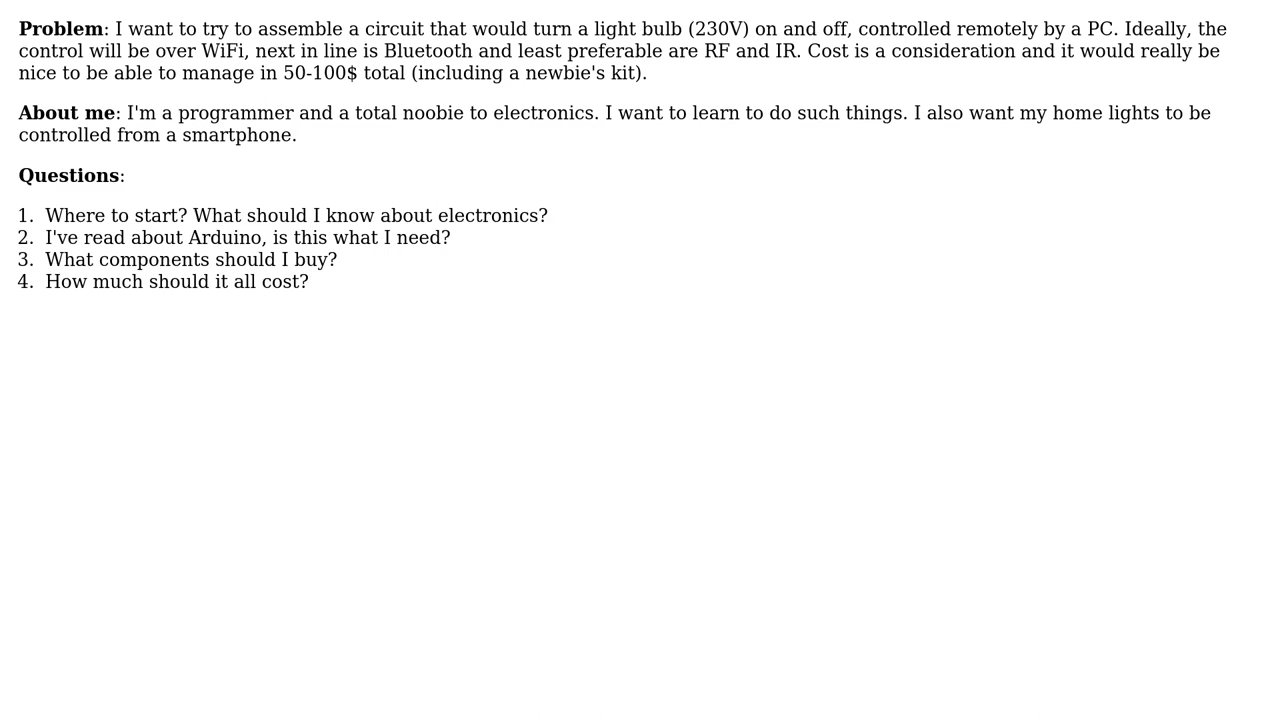 Problem: I want to try to assemble a circuit that would turn a light bulb (230V) on and off, controlled remotely by a PC. Ideally, the
control will be over WiFi, next in line is Bluetooth and least preferable are RF and IR. Cost is a consideration and it would really be
nice to be able to manage in 50-100$ total (including a newbie's kit).
About me: I'm a programmer and a total noobie to electronics. I want to learn to do such things. I also want my home lights to be
controlled from a smartphone.
Questions:
1. Where to start? What should I know about electronics?
2. I've read about Arduino, is this what I need?
3. What components should I buy?
4. How much should it all cost?